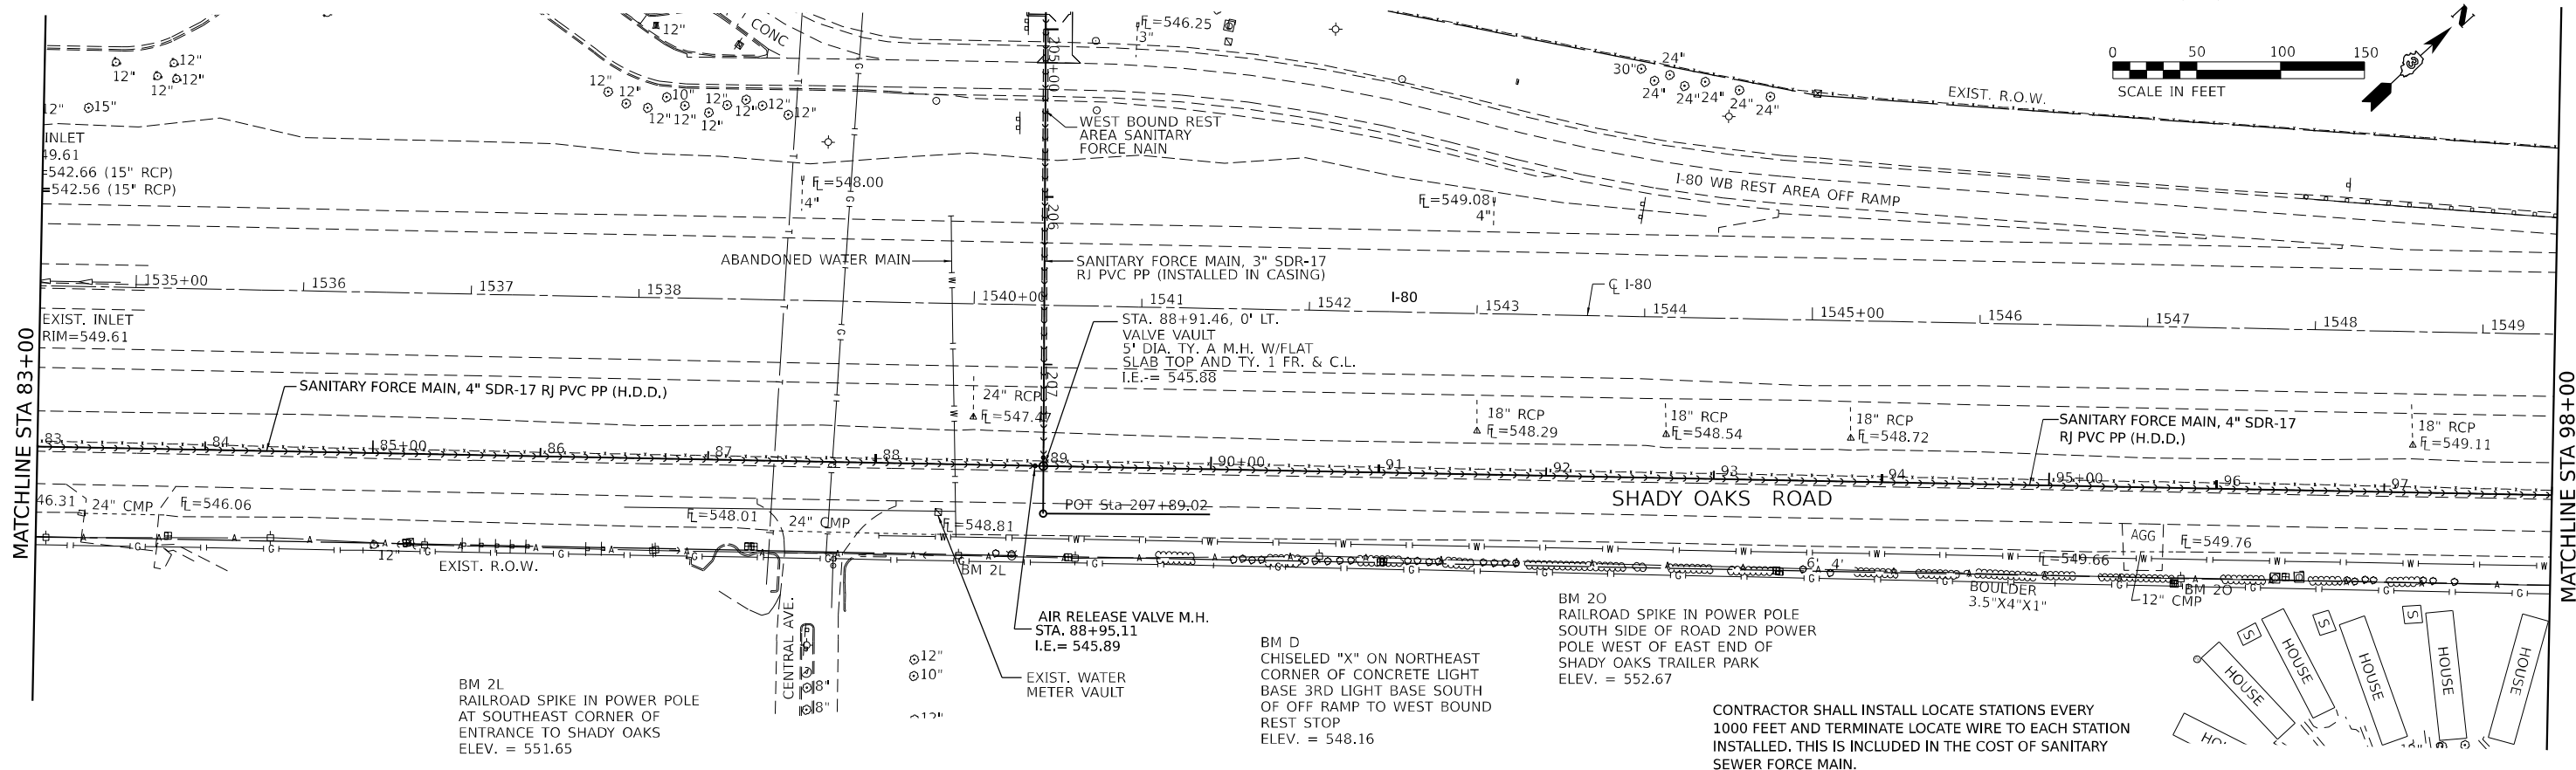 MATCHLINE STA 83+00
MATCHLINE STA 98+00
N
0 50 100 150
SCALE IN FEET
EXIST. R.O.W.
CONC
12"
F̲L=546.25
3"
24"
30"
24" 24" 24" 24" 24"
12" 12" 12" 12"
12" 15"
12" 12" 10" 12" 12"
12" 12" 12" 12"
INLET
49.61
=542.66 (15" RCP)
=542.56 (15" RCP)
205+00
WEST BOUND REST
AREA SANITARY
FORCE NAIN
FL=548.00
4"
206
FL=549.08
4"
I-80 WB REST AREA OFF RAMP
ABANDONED WATER MAIN
SANITARY FORCE MAIN, 3" SDR-17
RJ PVC PP (INSTALLED IN CASING)
1535+00 1536 1537 1538 1540+00 1541 1542 I-80 1543 1544 1545+00 1546 1547 1548 1549
CL I-80
EXIST. INLET
RIM=549.61
STA. 88+91.46, 0' LT.
VALVE VAULT
5' DIA. TY. A M.H. W/FLAT
SLAB TOP AND TY. 1 FR. & C.L.
I.E.-= 545.88
207
SANITARY FORCE MAIN, 4" SDR-17 RJ PVC PP (H.D.D.)
24" RCP
FL=547.47
18" RCP
FL=548.29
18" RCP
FL=548.54
18" RCP
FL=548.72
SANITARY FORCE MAIN, 4" SDR-17
RJ PVC PP (H.D.D.)
18" RCP
FL=549.11
83 84 85+00 86 87 88 89 90+00 91 92 93 94 95+00 96 97
46.31 24" CMP FL=546.06
FL=548.01 24" CMP FL=548.81
POT Sta 207+89.02
SHADY OAKS ROAD
AGG
FL=549.76
FL=549.66
12"
EXIST. R.O.W.
BM 2L
6' 4'
BOULDER
3.5"X4"X1"
12" CMP
BM 2O
CENTRAL AVE.
8"
8"
12"
10"
12"
AIR RELEASE VALVE M.H.
STA. 88+95.11
I.E.= 545.89
EXIST. WATER
METER VAULT
BM 2L
RAILROAD SPIKE IN POWER POLE
AT SOUTHEAST CORNER OF
ENTRANCE TO SHADY OAKS
ELEV. = 551.65
BM D
CHISELED "X" ON NORTHEAST
CORNER OF CONCRETE LIGHT
BASE 3RD LIGHT BASE SOUTH
OF OFF RAMP TO WEST BOUND
REST STOP
ELEV. = 548.16
BM 2O
RAILROAD SPIKE IN POWER POLE
SOUTH SIDE OF ROAD 2ND POWER
POLE WEST OF EAST END OF
SHADY OAKS TRAILER PARK
ELEV. = 552.67
CONTRACTOR SHALL INSTALL LOCATE STATIONS EVERY
1000 FEET AND TERMINATE LOCATE WIRE TO EACH STATION
INSTALLED. THIS IS INCLUDED IN THE COST OF SANITARY
SEWER FORCE MAIN.
S S S
HOUSE
HOUSE
HOUSE
HOUSE
HOUSE